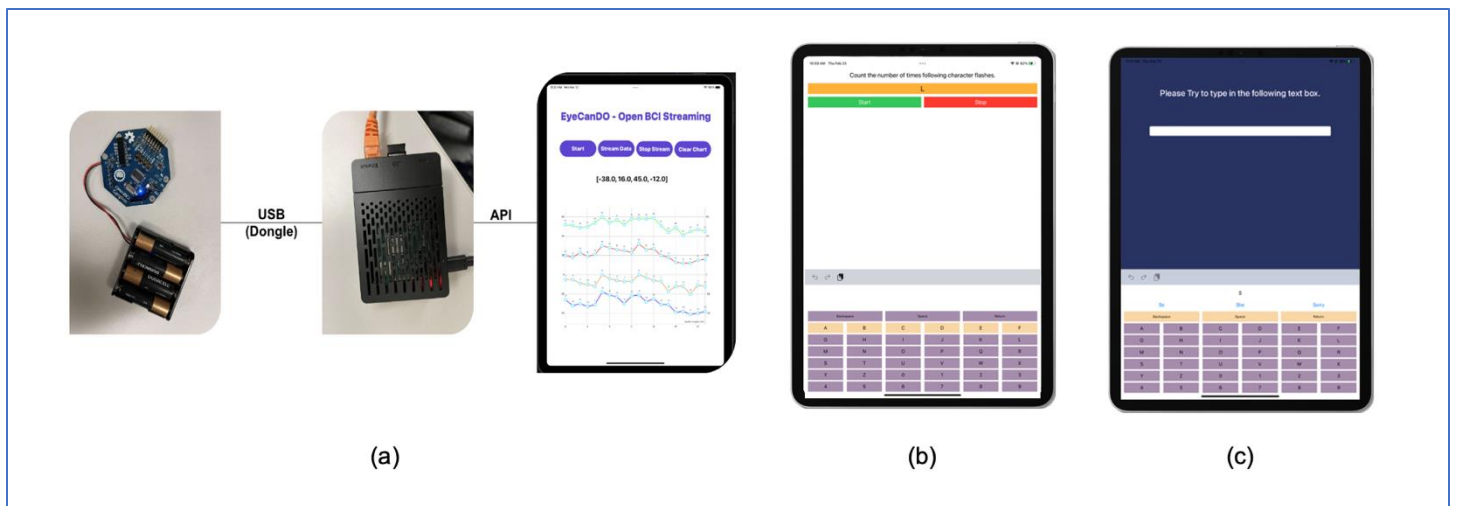 USB
(Dongle)
API
EyeCanDO - Open BCI Streaming
Start
Stream Data
Stop Stream
Clear Chart
[-38.0, 16.0, 45.0, -12.0]
(a)
Count the number of times following character flashes.
L
Start
Stop
Backspace Space Return
A B C D E F
G H I J K L
M N O P Q R
S T U V W X
Y Z 0 1 2 3
4 5 6 7 8 9
(b)
Please Try to type in the following text box.
s
So She Sorry
Backspace Space Return
A B C D E F
G H I J K L
M N O P Q R
S T U V W X
Y Z 0 1 2 3
4 5 6 7 8 9
(c)